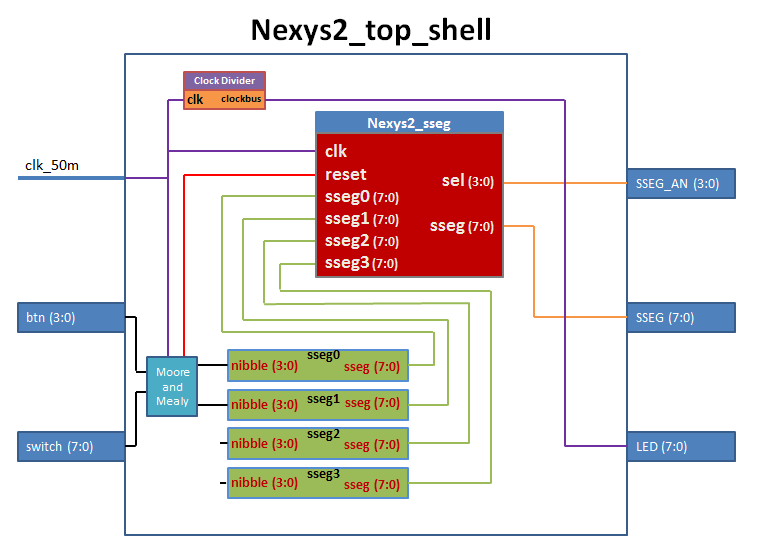 Nexys2_top_shell
Clock Divider
clk clockbus
Nexys2_sseg
clk
clk_50m
reset
sel (3:0)
SSEG_AN (3:0)
sseg0 (7:0)
sseg1 (7:0)
sseg (7:0)
sseg2 (7:0)
sseg3 (7:0)
btn (3:0)
SSEG (7:0)
Moore
and
Mealy
sseg0
nibble (3:0) sseg (7:0)
sseg1
nibble (3:0) sseg (7:0)
sseg2
nibble (3:0) sseg (7:0)
sseg3
nibble (3:0) sseg (7:0)
switch (7:0)
LED (7:0)